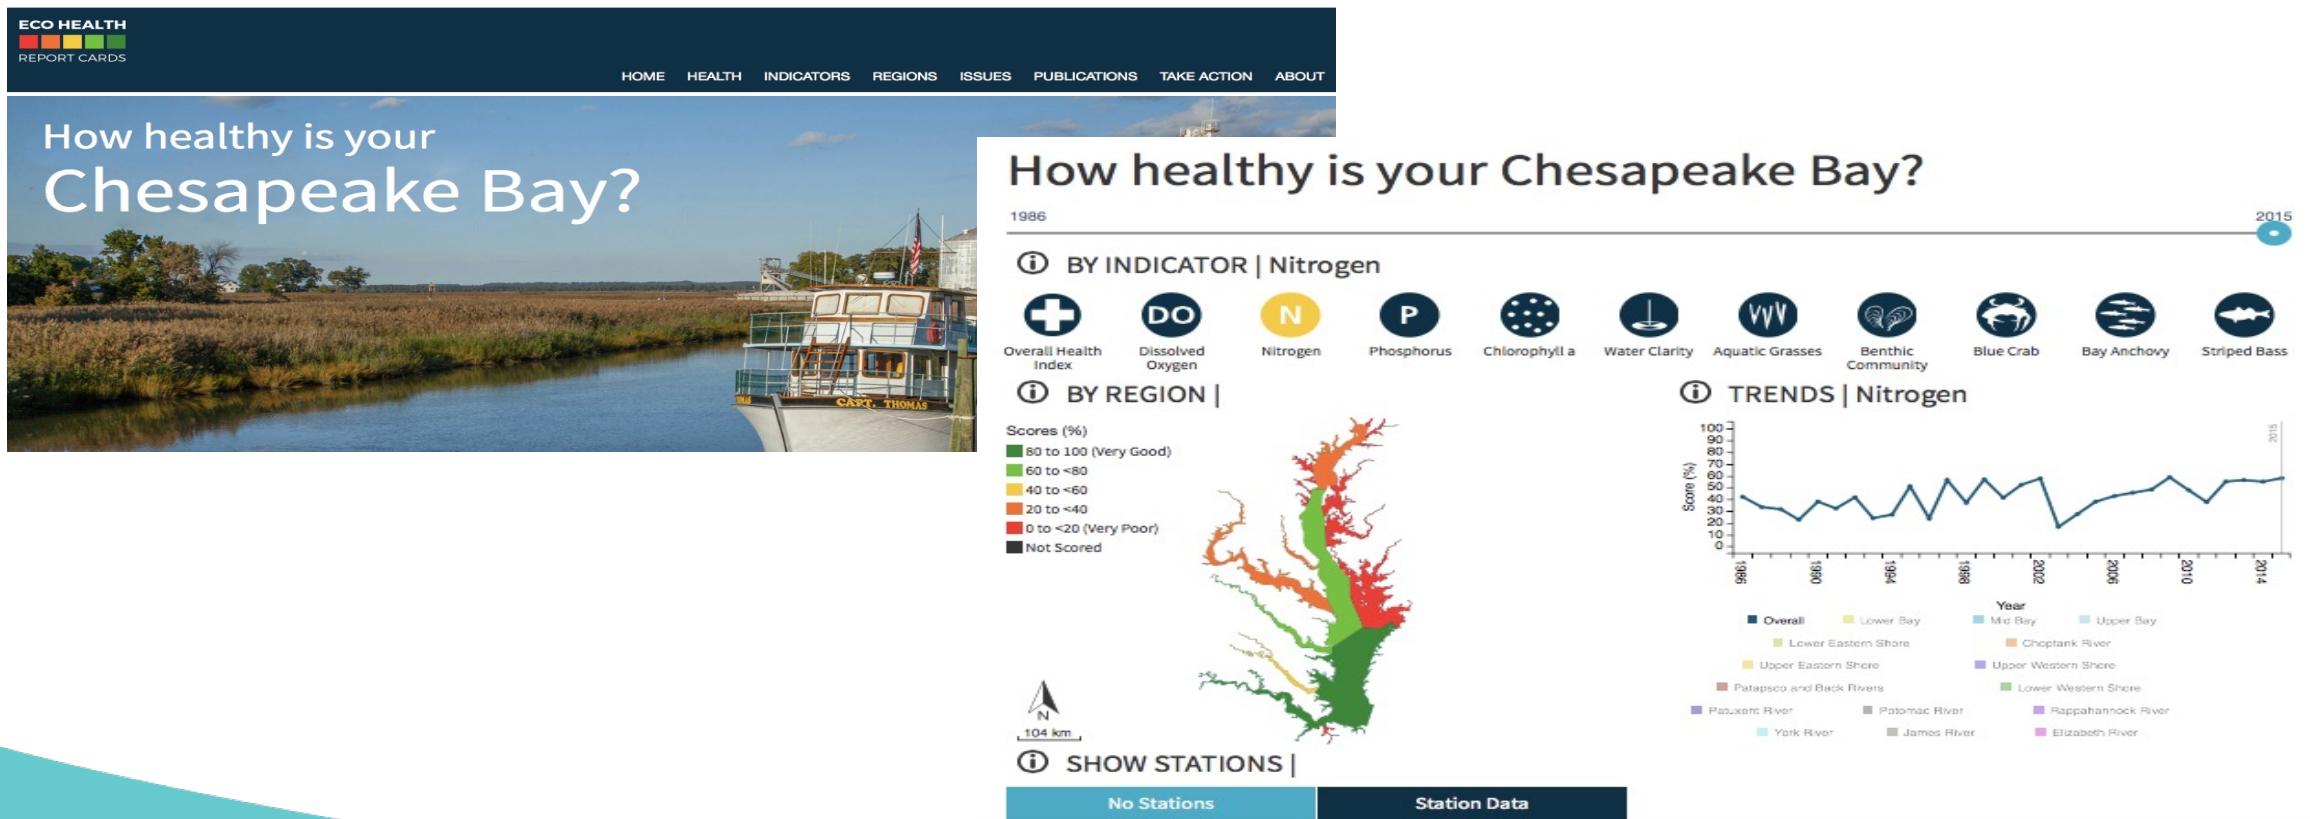 ECO HEALTH
REPORT CARDS
HOME HEALTH INDICATORS REGIONS ISSUES PUBLICATIONS TAKE ACTION ABOUT
How healthy is your
Chesapeake Bay?
CAPT. THOMAS
How healthy is your Chesapeake Bay?
1986 2015
BY INDICATOR | Nitrogen
DO N P
Overall Health Index
Dissolved Oxygen
Nitrogen
Phosphorus
Chlorophyll a
Water Clarity
Aquatic Grasses
Benthic Community
Blue Crab
Bay Anchovy
Striped Bass
BY REGION |
Scores (%)
80 to 100 (Very Good)
60 to <80
40 to <60
20 to <40
0 to <20 (Very Poor)
Not Scored
N
104 km
TRENDS | Nitrogen
2015
Score (%)
100
90
80
70
60
50
40
30
20
10
0
1986 1990 1994 1998 2002 2006 2010 2014
Year
Overall Lower Bay Mid Bay Upper Bay
Lower Eastern Shore Choptank River
Upper Eastern Shore Upper Western Shore
Patapsco and Back Rivers Lower Western Shore
Patuxent River Potomac River Rappahannock River
York River James River Elizabeth River
SHOW STATIONS |
No Stations Station Data